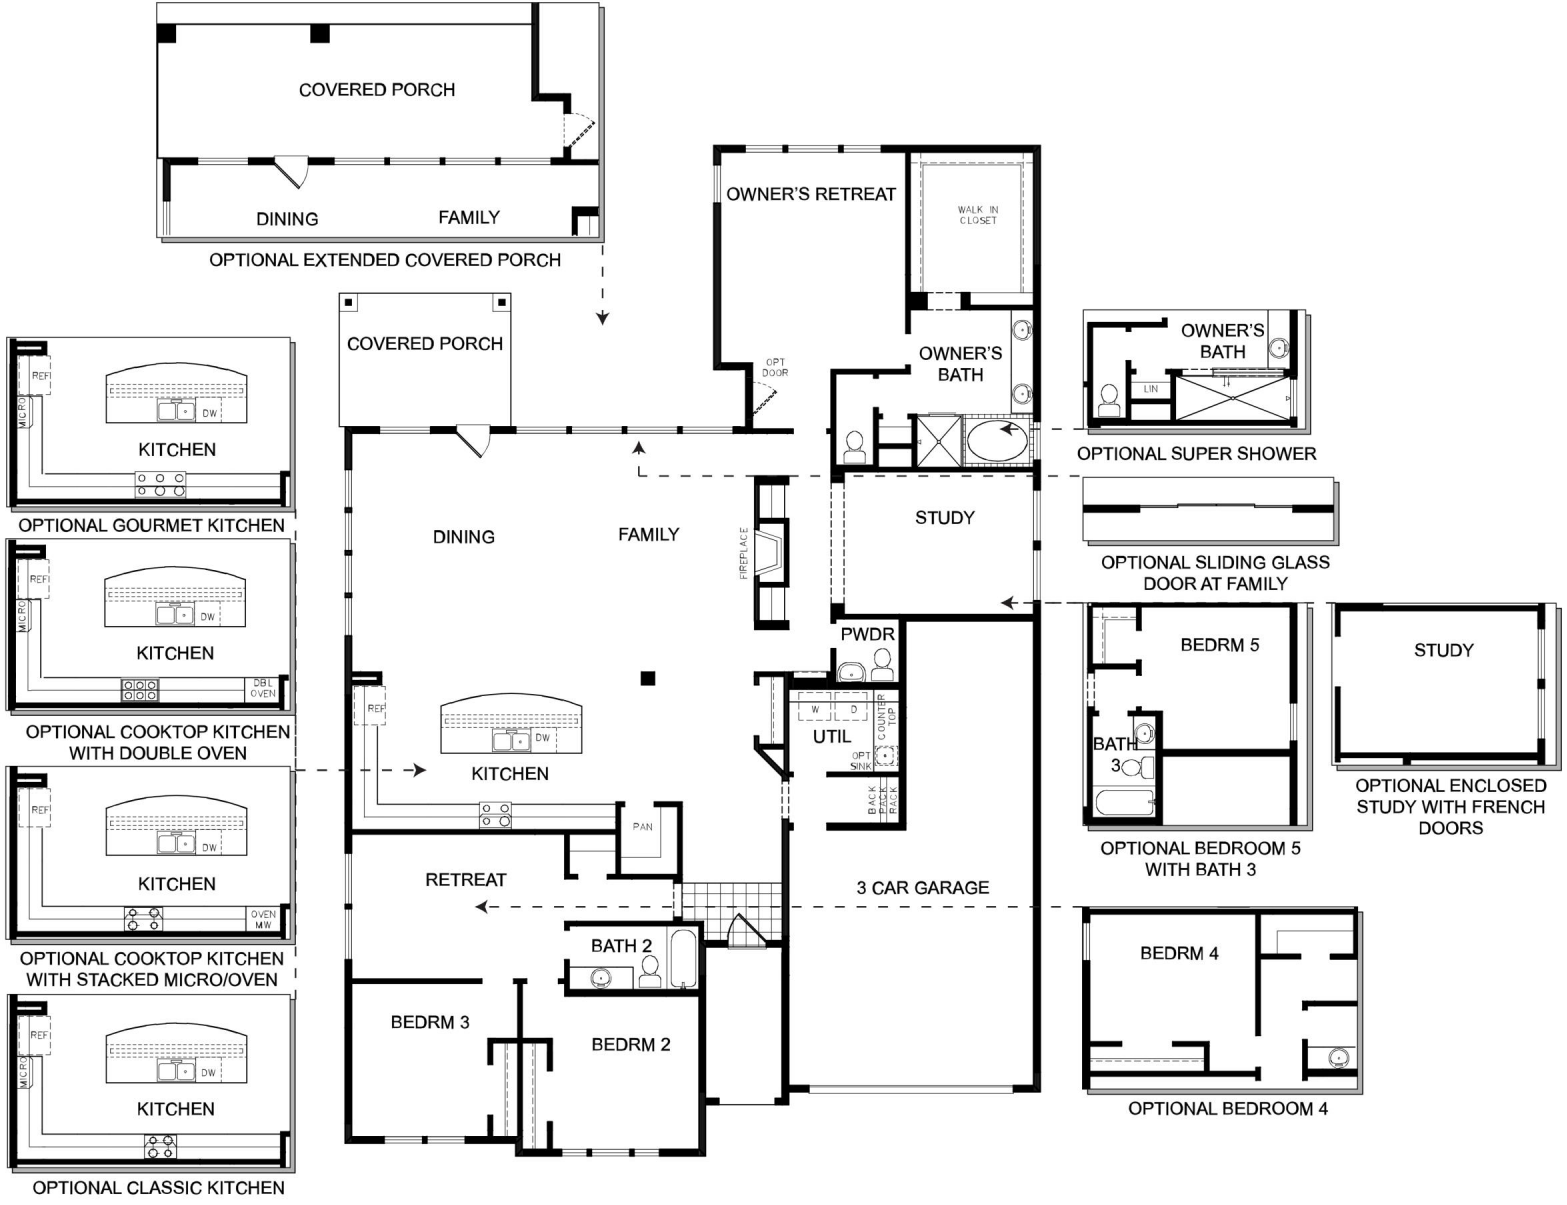 COVERED PORCH
DINING
FAMILY
OPTIONAL EXTENDED COVERED PORCH
OWNER'S RETREAT
WALK IN
CLOSET
COVERED PORCH
OPT
DOOR
OWNER'S
BATH
OWNER'S
BATH
LIN
OPTIONAL SUPER SHOWER
REF
MICRO
DW
KITCHEN
OPTIONAL GOURMET KITCHEN
DINING
FAMILY
FIREPLACE
STUDY
OPTIONAL SLIDING GLASS
DOOR AT FAMILY
REF
MICRO
DW
KITCHEN
DBL
OVEN
OPTIONAL COOKTOP KITCHEN
WITH DOUBLE OVEN
PWDR
BEDRM 5
BATH
3
OPTIONAL BEDROOM 5
WITH BATH 3
STUDY
OPTIONAL ENCLOSED
STUDY WITH FRENCH
DOORS
REF
DW
KITCHEN
PAN
W
D
COUNTER
TOP
UTIL
OPT
SINK
BACK
PACK
RACK
REF
DW
KITCHEN
OVEN
MW
OPTIONAL COOKTOP KITCHEN
WITH STACKED MICRO/OVEN
RETREAT
3 CAR GARAGE
BATH 2
BEDRM 3
BEDRM 2
BEDRM 4
OPTIONAL BEDROOM 4
REF
MICRO
DW
KITCHEN
OPTIONAL CLASSIC KITCHEN